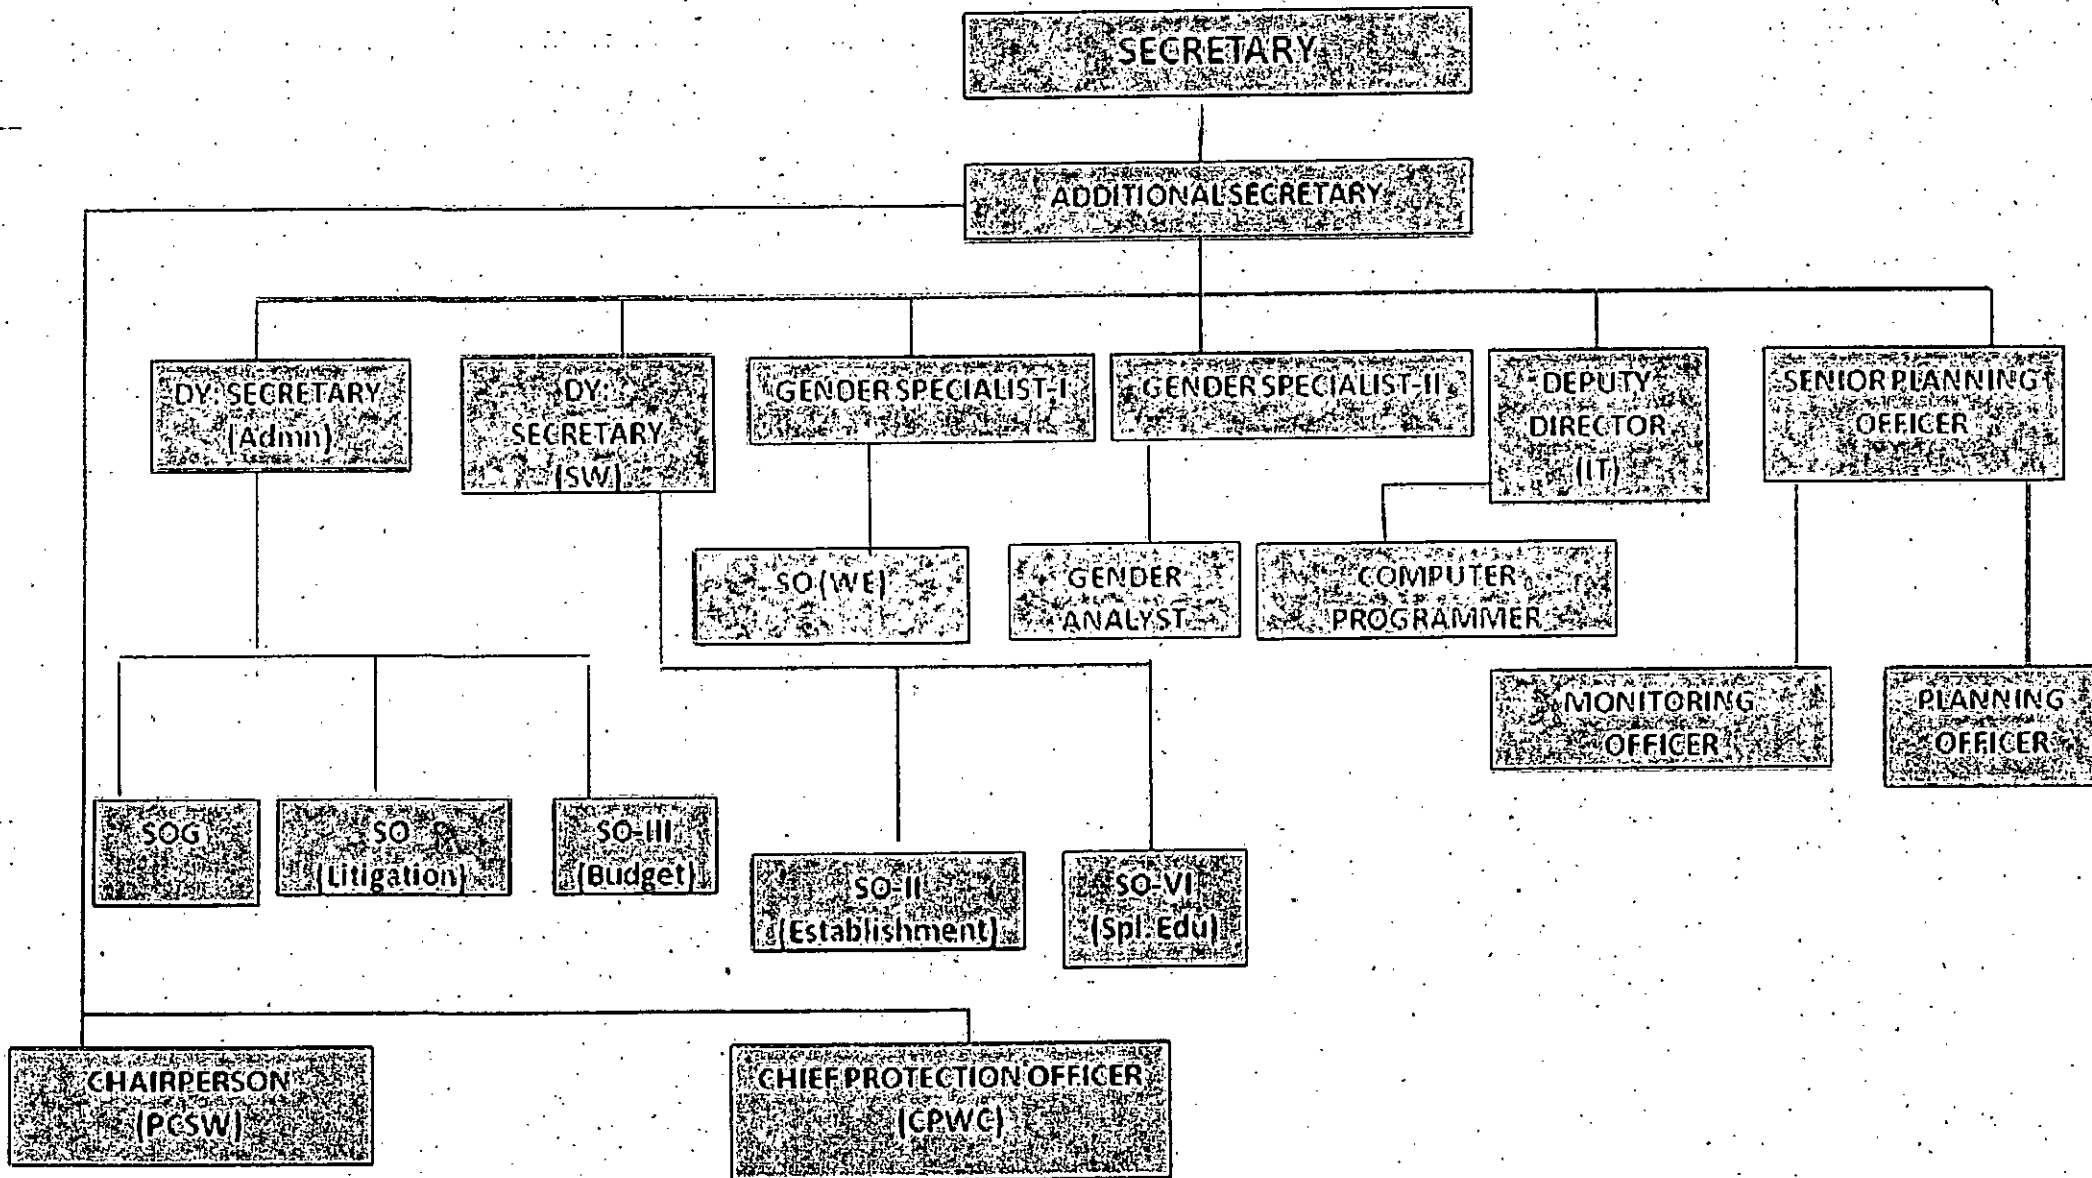 SECRETARY
ADDITIONAL SECRETARY
DY: SECRETARY
(Admn)
DY:
SECRETARY
(SW)
GENDER SPECIALIST-I
GENDER SPECIALIST-II
DEPUTY
DIRECTOR
(IT)
SENIOR PLANNING
OFFICER
SO (WE)
GENDER
ANALYST
COMPUTER
PROGRAMMER
MONITORING
OFFICER
PLANNING
OFFICER
SOG
SO
(Litigation)
SO-III
(Budget)
SO-II
(Establishment)
SO-VI
(Spl. Edu)
CHAIRPERSON
(PCSW)
CHIEF PROTECTION OFFICER
(CPWC)